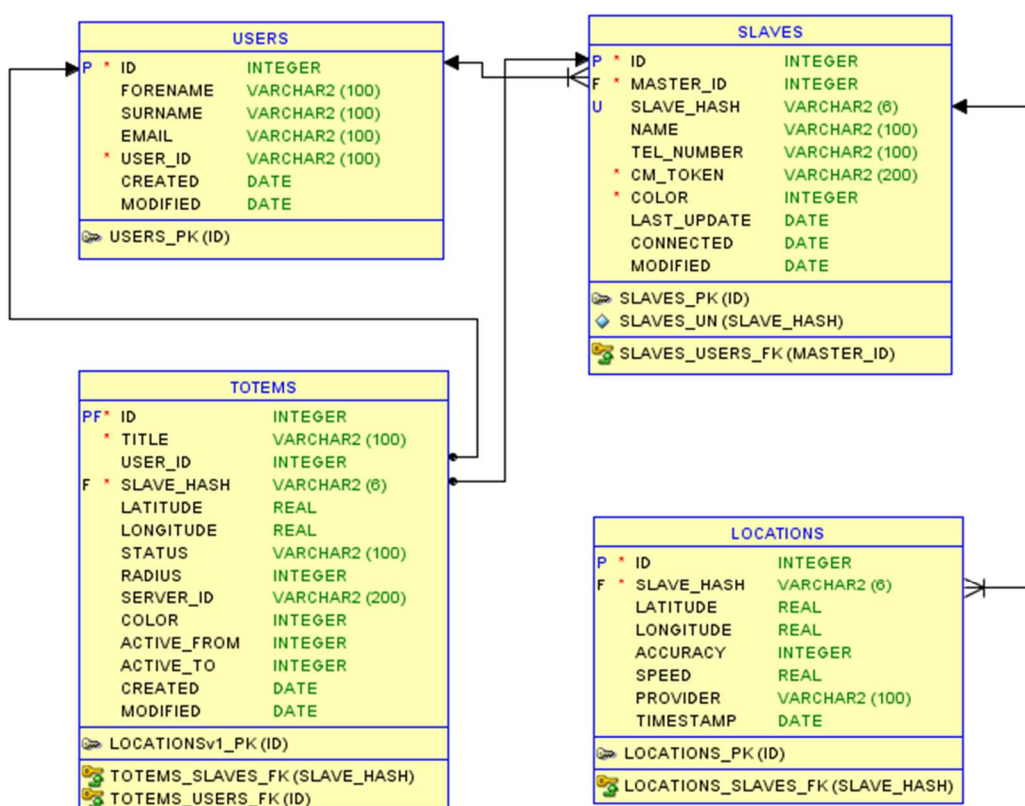 USERS
P * ID INTEGER
FORENAME VARCHAR2 (100)
SURNAME VARCHAR2 (100)
EMAIL VARCHAR2 (100)
* USER_ID VARCHAR2 (100)
CREATED DATE
MODIFIED DATE
USERS_PK (ID)
SLAVES
P * ID INTEGER
F * MASTER_ID INTEGER
U SLAVE_HASH VARCHAR2 (6)
NAME VARCHAR2 (100)
TEL_NUMBER VARCHAR2 (100)
* CM_TOKEN VARCHAR2 (200)
* COLOR INTEGER
LAST_UPDATE DATE
CONNECTED DATE
MODIFIED DATE
SLAVES_PK (ID)
SLAVES_UN (SLAVE_HASH)
SLAVES_USERS_FK (MASTER_ID)
TOTEMS
PF * ID INTEGER
* TITLE VARCHAR2 (100)
USER_ID INTEGER
F * SLAVE_HASH VARCHAR2 (6)
LATITUDE REAL
LONGITUDE REAL
STATUS VARCHAR2 (100)
RADIUS INTEGER
SERVER_ID VARCHAR2 (200)
COLOR INTEGER
ACTIVE_FROM INTEGER
ACTIVE_TO INTEGER
CREATED DATE
MODIFIED DATE
LOCATIONSv1_PK (ID)
TOTEMS_SLAVES_FK (SLAVE_HASH)
TOTEMS_USERS_FK (ID)
LOCATIONS
P * ID INTEGER
F * SLAVE_HASH VARCHAR2 (6)
LATITUDE REAL
LONGITUDE REAL
ACCURACY INTEGER
SPEED REAL
PROVIDER VARCHAR2 (100)
TIMESTAMP DATE
LOCATIONS_PK (ID)
LOCATIONS_SLAVES_FK (SLAVE_HASH)